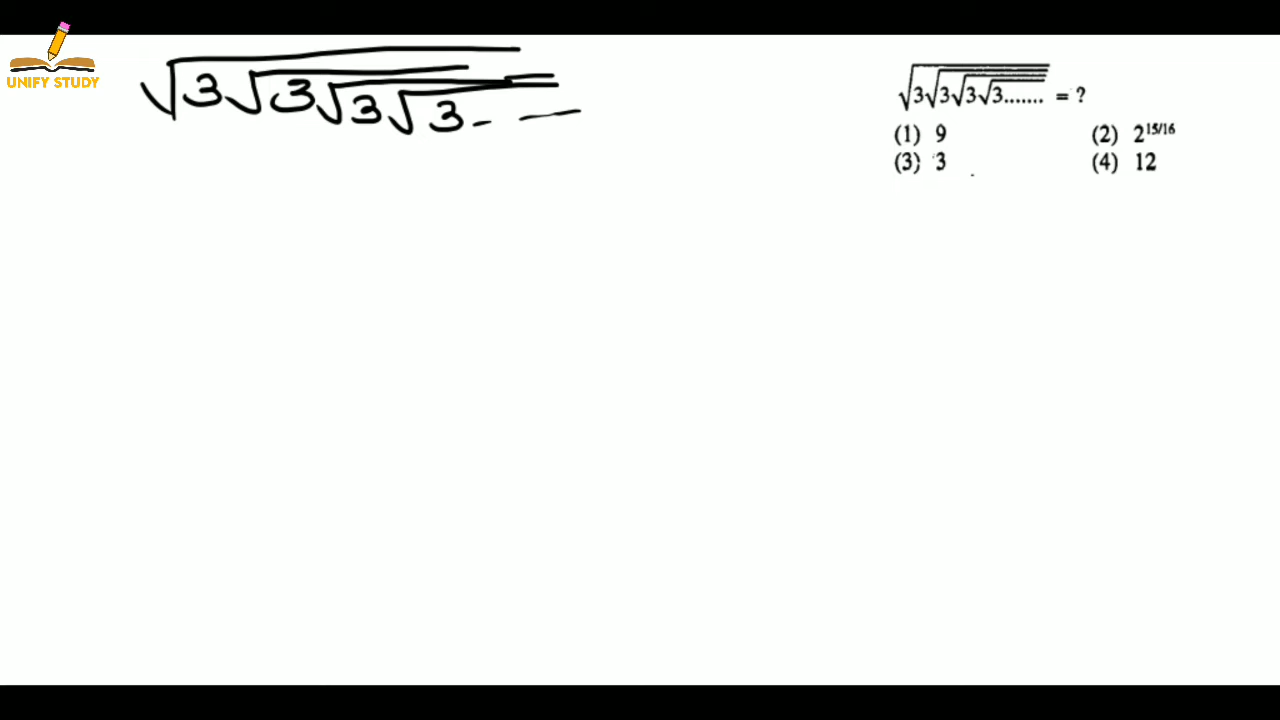 UNIFY STUDY
√3√3√3√3- —
√3√3√3√3....... = ?
(1) 9 (2) 2^15/16
(3) 3 (4) 12